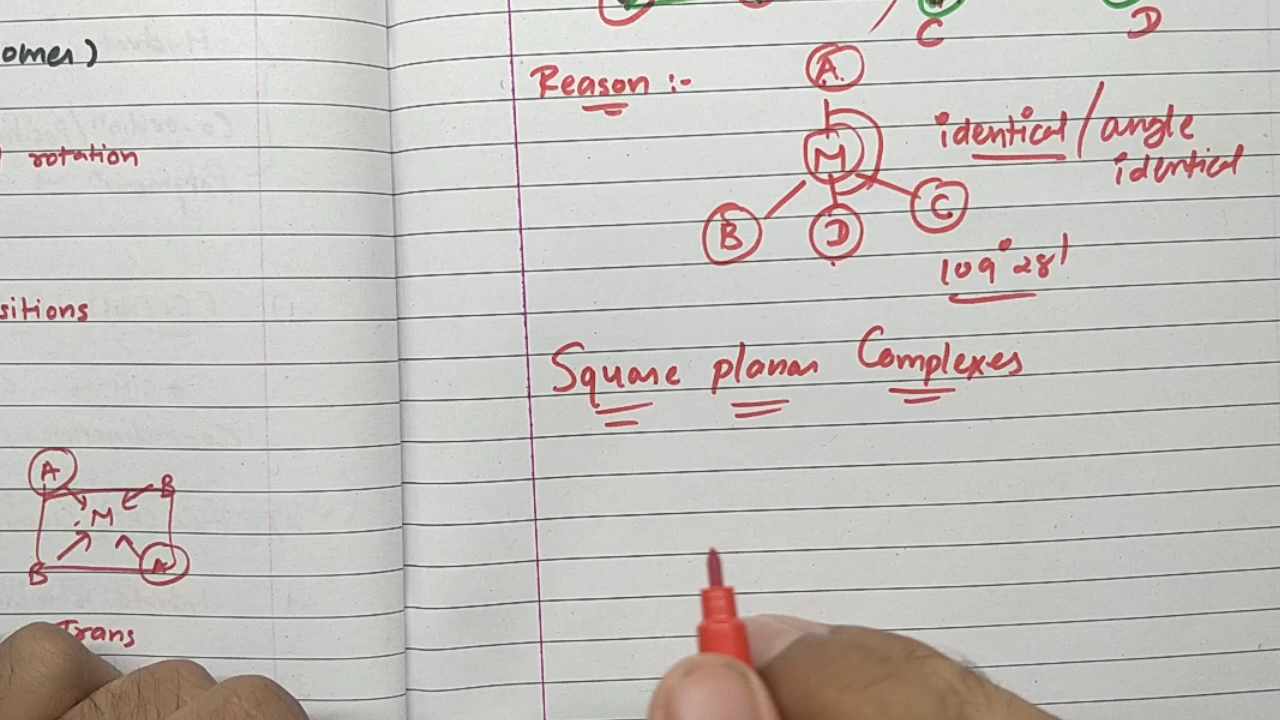 omer)
rotation
sitions
A B
M
B A
Trans
C D
Reason :-
A
M
B D C
identical / angle
identical
109°28'
Square planar Complexes